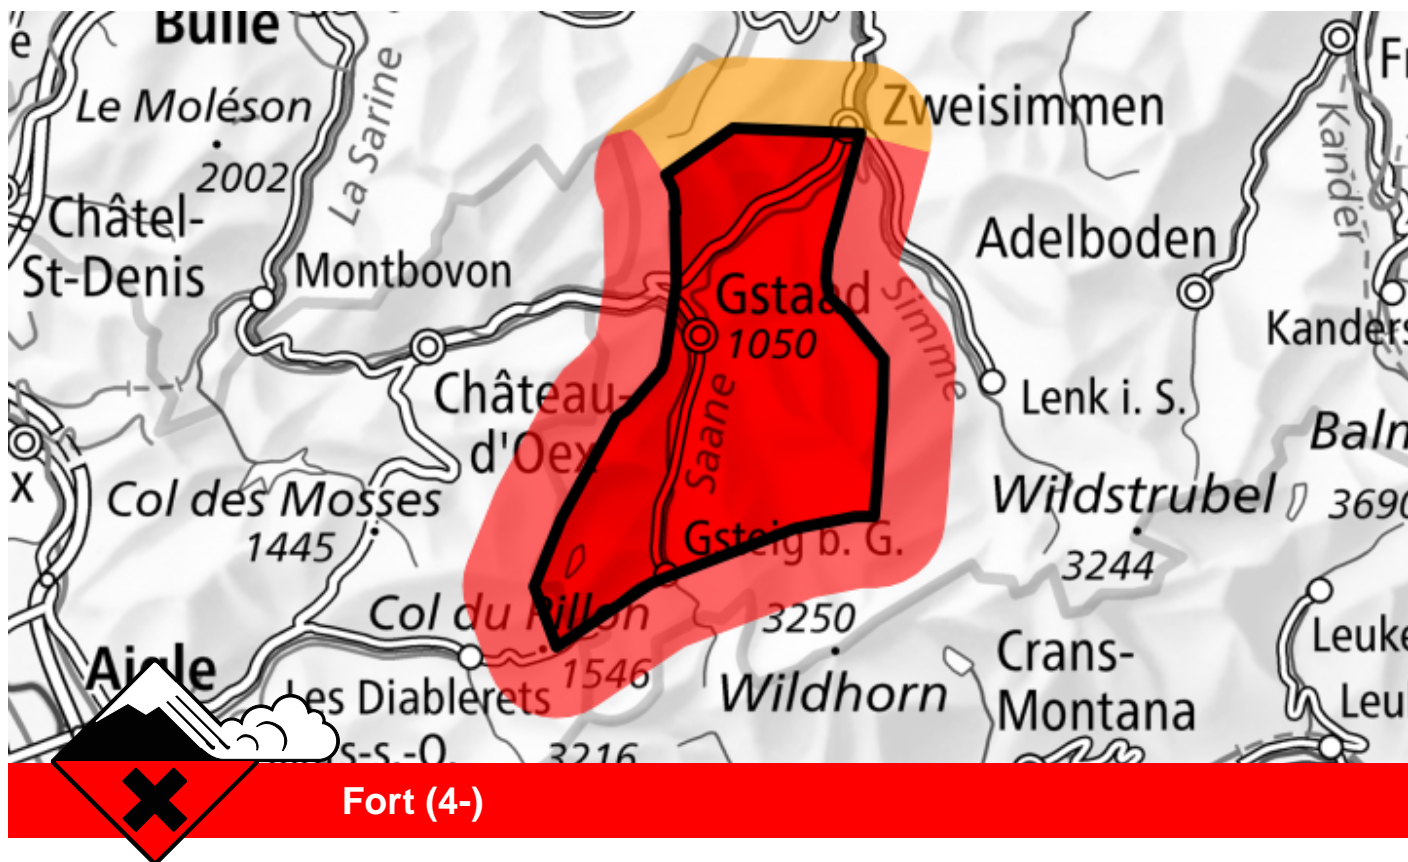 Bulle
e
Fr
Le Moléson
2002
La Sarine
Zweisimmen
Kander
Châtel-
St-Denis
Montbovon
Adelboden
Gstaad
1050
Simme
Kanders
Château-
d'Oex
Saane
Lenk i. S.
Baln
x
Col des Mosses
1445
Gsteig b. G.
Wildstrubel
3244
3690
Col du Pillon
1546
3250
Wildhorn
Crans-
Montana
Leuke
Leu
Aigle
Les Diablerets
s-s.-O.
3216
Fort (4-)